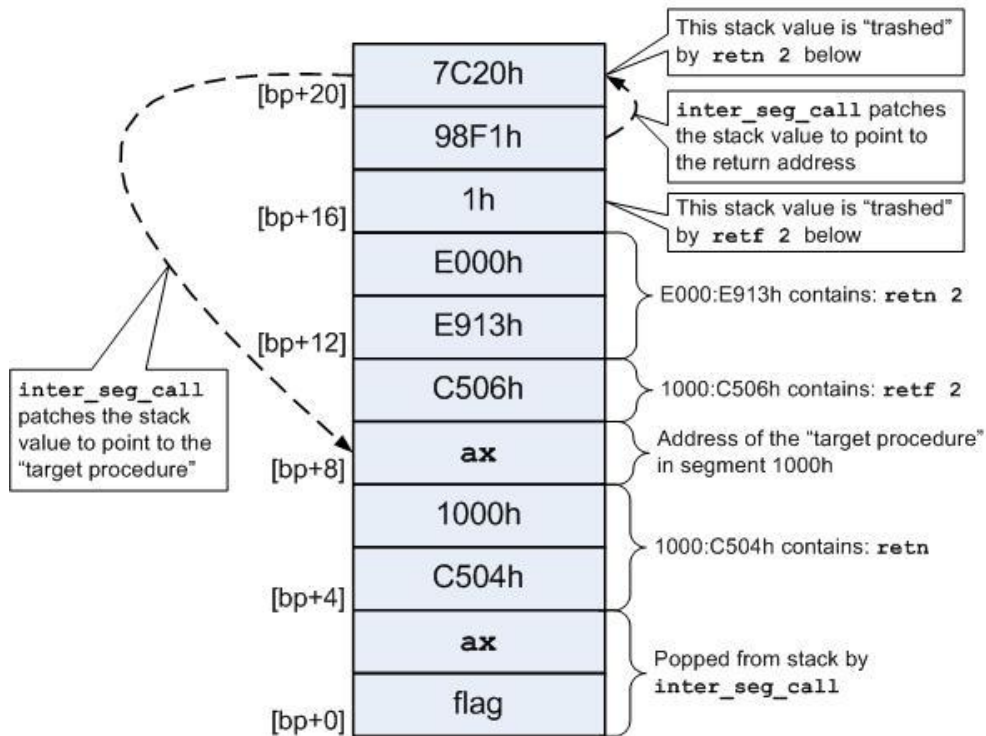 This stack value is “trashed”
by retn 2 below
7C20h
[bp+20]
inter_seg_call patches
the stack value to point to
the return address
98F1h
1h
[bp+16]
This stack value is “trashed”
by retf 2 below
E000h
E000:E913h contains: retn 2
E913h
[bp+12]
inter_seg_call
patches the stack
value to point to the
“target procedure”
C506h
1000:C506h contains: retf 2
ax
[bp+8]
Address of the “target procedure”
in segment 1000h
1000h
1000:C504h contains: retn
C504h
[bp+4]
ax
Popped from stack by
inter_seg_call
flag
[bp+0]